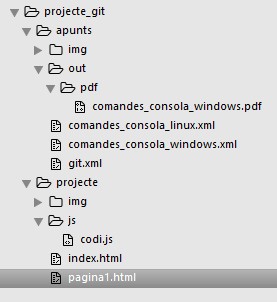 projecte_git
apunts
img
out
pdf
comandes_consola_windows.pdf
comandes_consola_linux.xml
comandes_consola_windows.xml
git.xml
projecte
img
js
codi.js
index.html
pagina1.html